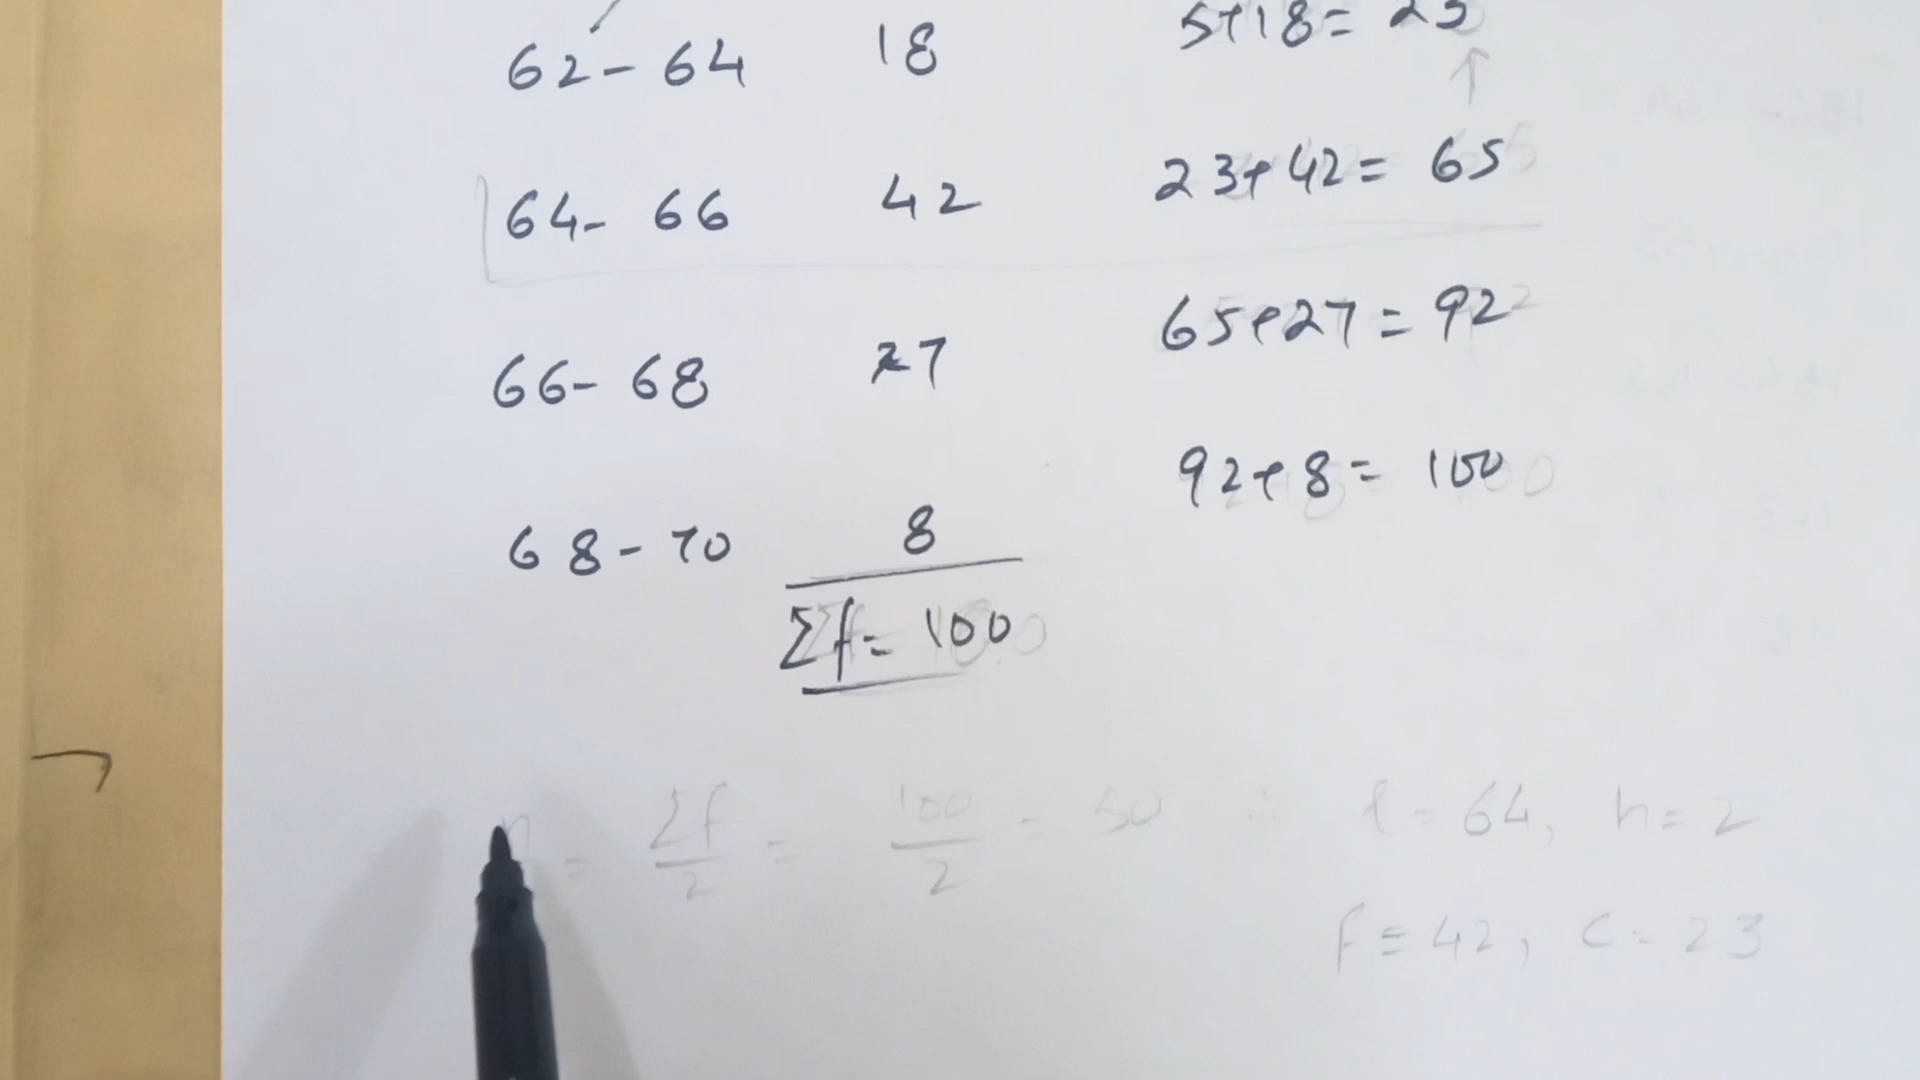 62-64 18 5+18= 23
64-66 42 23+42= 65
66-68 27 65+27=92
68-70 8 92+8= 100
Σf= 100
n = Σf/2 = 100/2 = 50 ∴ l=64, h=2
f=42, c=23